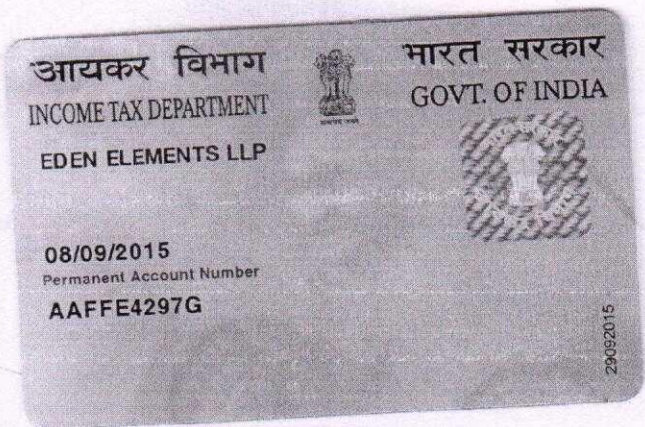 आयकर विभाग
INCOME TAX DEPARTMENT
भारत सरकार
GOVT. OF INDIA
EDEN ELEMENTS LLP
08/09/2015
Permanent Account Number
AAFFE4297G
29092015